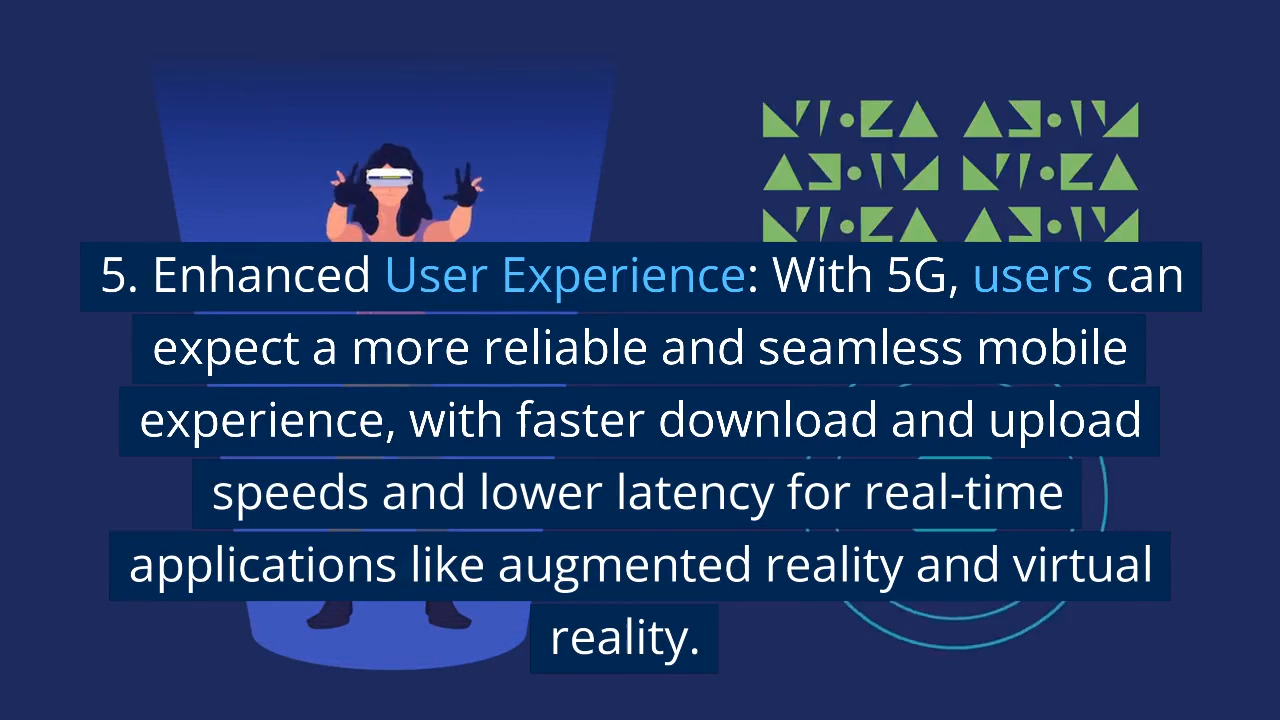 5. Enhanced User Experience: With 5G, users can
expect a more reliable and seamless mobile
experience, with faster download and upload
speeds and lower latency for real-time
applications like augmented reality and virtual
reality.